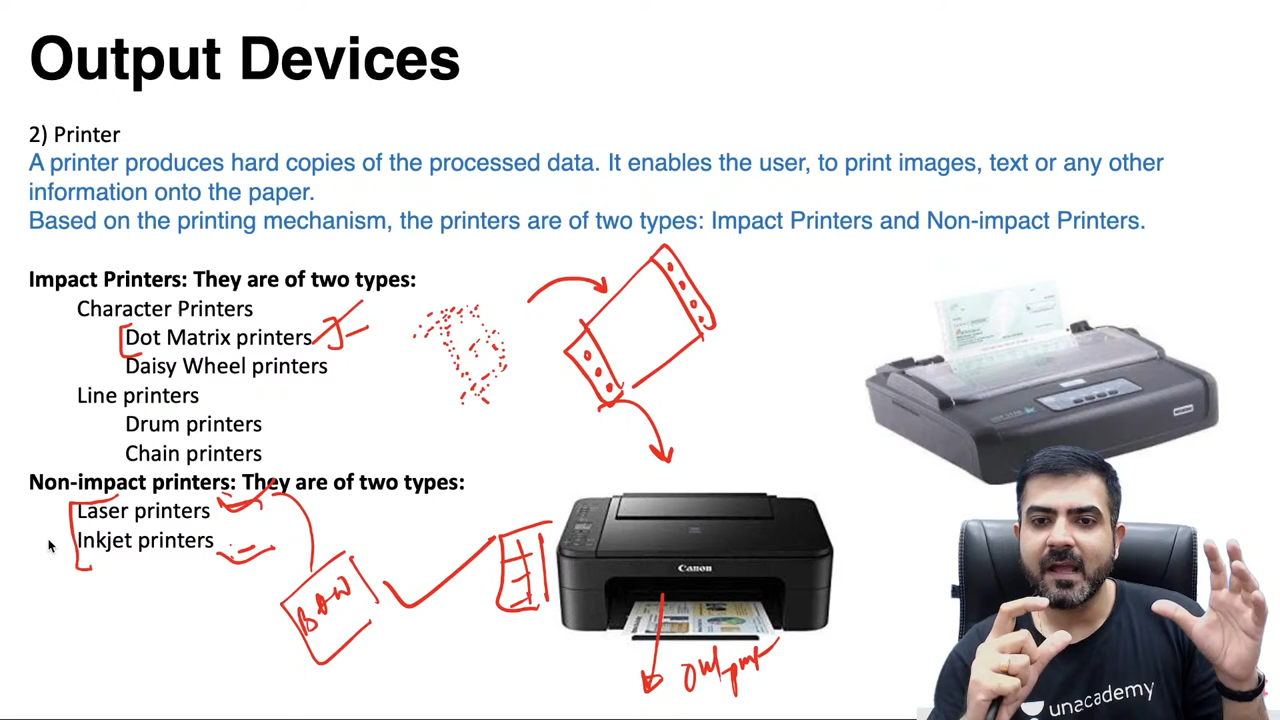 Output Devices
2) Printer
A printer produces hard copies of the processed data. It enables the user, to print images, text or any other
information onto the paper.
Based on the printing mechanism, the printers are of two types: Impact Printers and Non-impact Printers.
Impact Printers: They are of two types:
Character Printers
Dot Matrix printers
Daisy Wheel printers
Line printers
Drum printers
Chain printers
Non-impact printers: They are of two types:
Laser printers
Inkjet printers
Canon
Output
unacademy